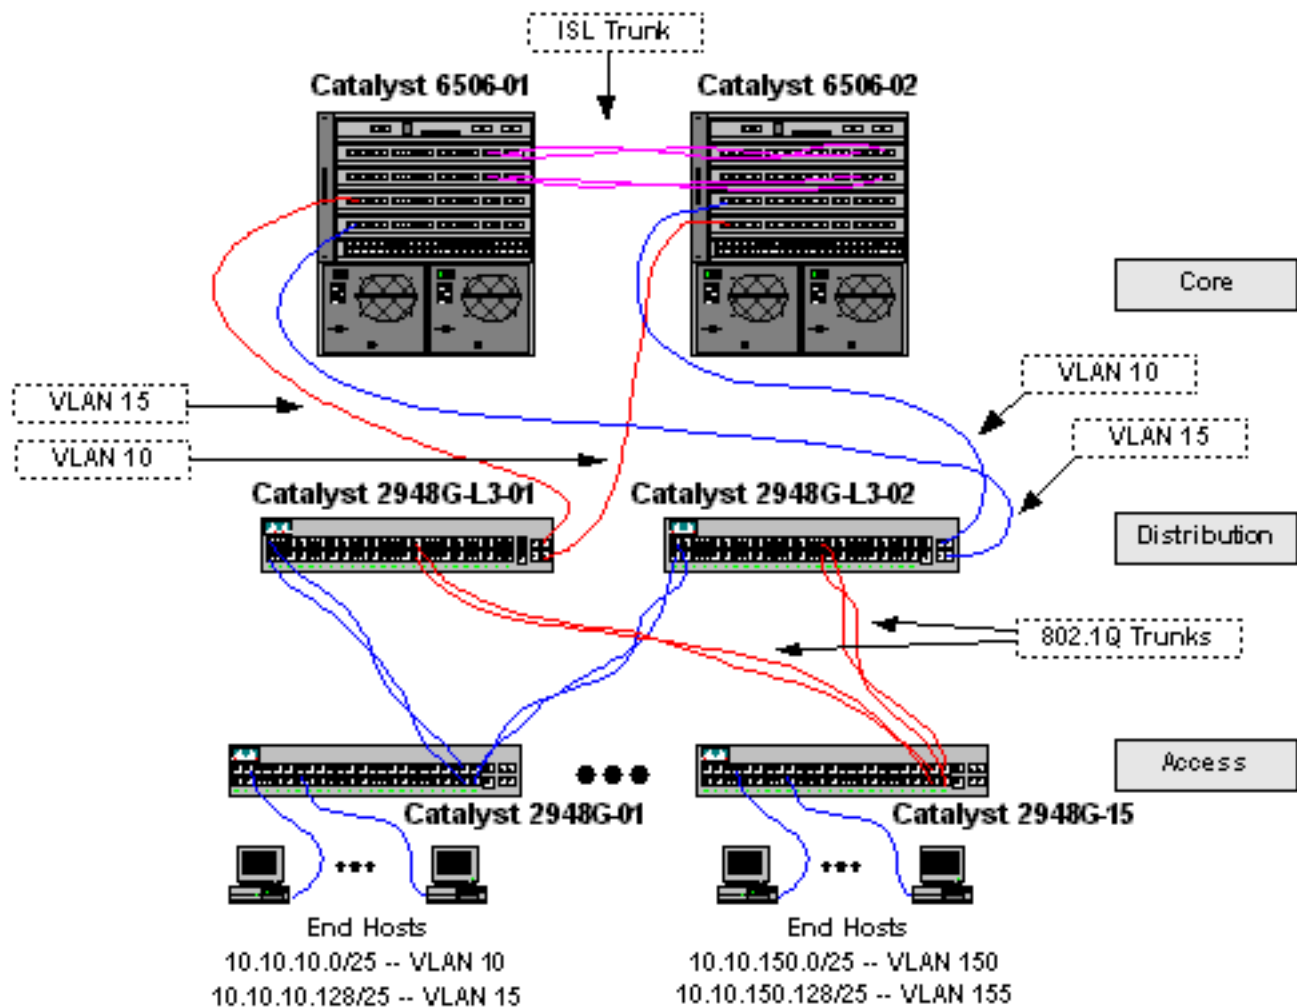 ISL Trunk
Catalyst 6506-01
Catalyst 6506-02
Core
VLAN 10
VLAN 15
VLAN 15
VLAN 10
Catalyst 2948G-L3-01
Catalyst 2948G-L3-02
Distribution
802.1Q Trunks
Access
Catalyst 2948G-01
Catalyst 2948G-15
End Hosts
10.10.10.0/25 -- VLAN 10
10.10.10.128/25 -- VLAN 15
End Hosts
10.10.150.0/25 -- VLAN 150
10.10.150.128/25 -- VLAN 155